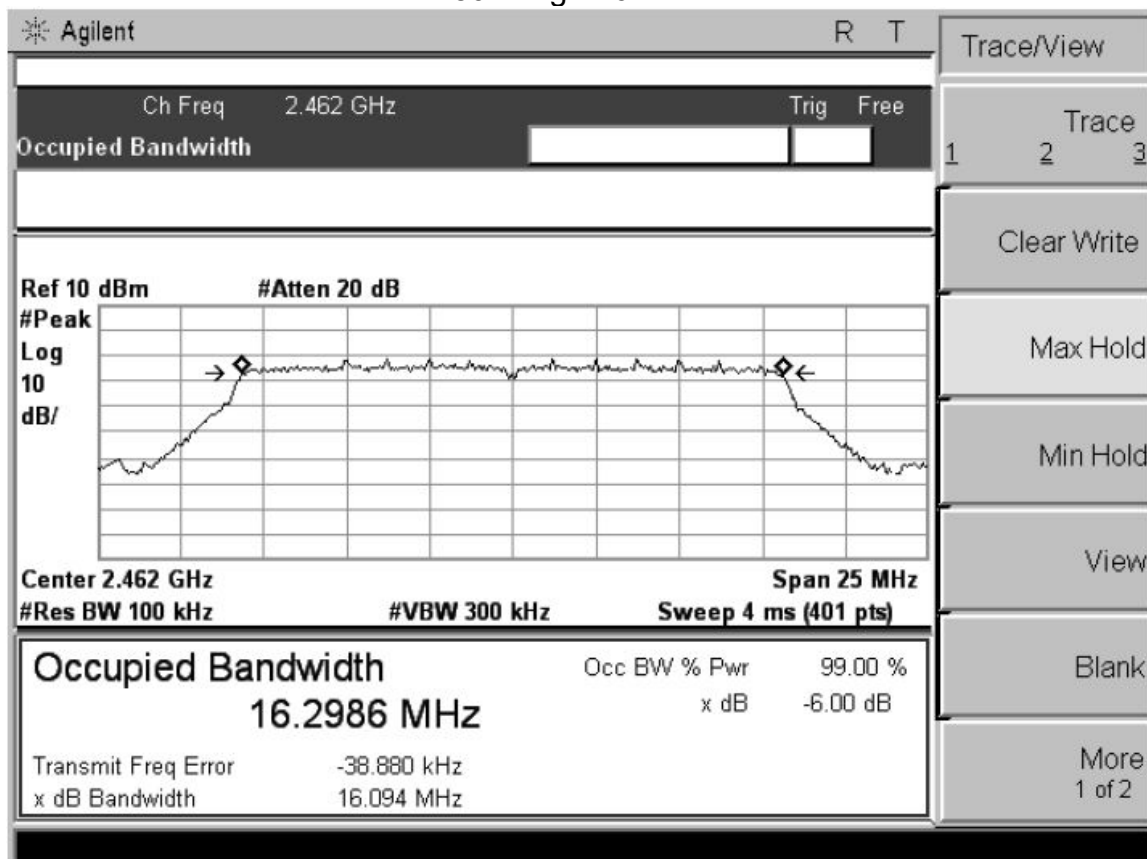 Agilent R T
Trace/View
Ch Freq 2.462 GHz Trig Free
Occupied Bandwidth
Trace
1 2 3
Clear Write
Ref 10 dBm #Atten 20 dB
#Peak
Log
10
dB/
Max Hold
Min Hold
View
Center 2.462 GHz Span 25 MHz
#Res BW 100 kHz #VBW 300 kHz Sweep 4 ms (401 pts)
Occupied Bandwidth Occ BW % Pwr 99.00 %
16.2986 MHz x dB -6.00 dB
Transmit Freq Error -38.880 kHz
x dB Bandwidth 16.094 MHz
Blank
More
1 of 2